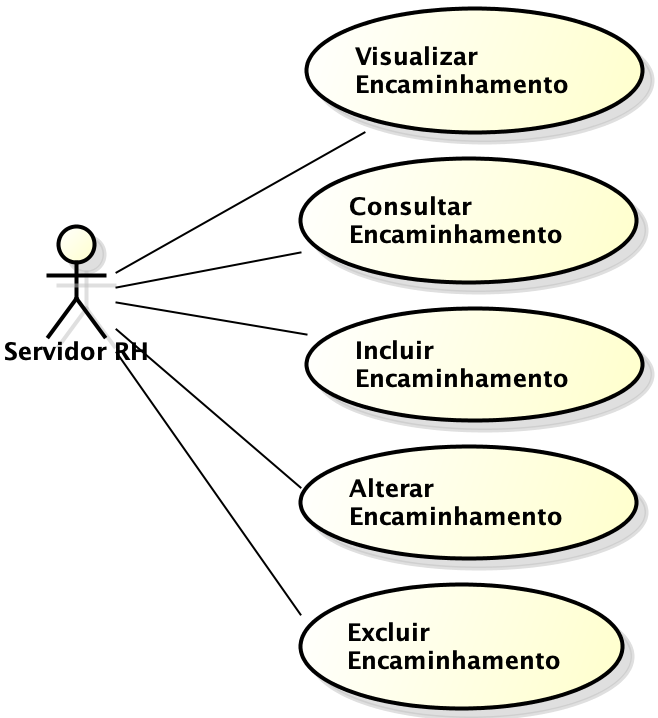 Visualizar
Encaminhamento
Consultar
Encaminhamento
Servidor RH
Incluir
Encaminhamento
Alterar
Encaminhamento
Excluir
Encaminhamento